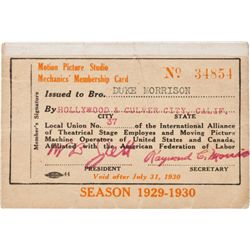 Motion Picture Studio
Mechanics' Membership Card
No 34854
Issued to Bro. DUKE MORRISON
By HOLLYWOOD & CULVER CITY, CALIF.
CITY STATE
Local Union No. 37 of the International Alliance
of Theatrical Stage Employes and Moving Picture
Machine Operators of United States and Canada,
Affiliated with the American Federation of Labor
PRESIDENT SECRETARY
Void after July 31, 1930
SEASON 1929-1930
Member's Signature